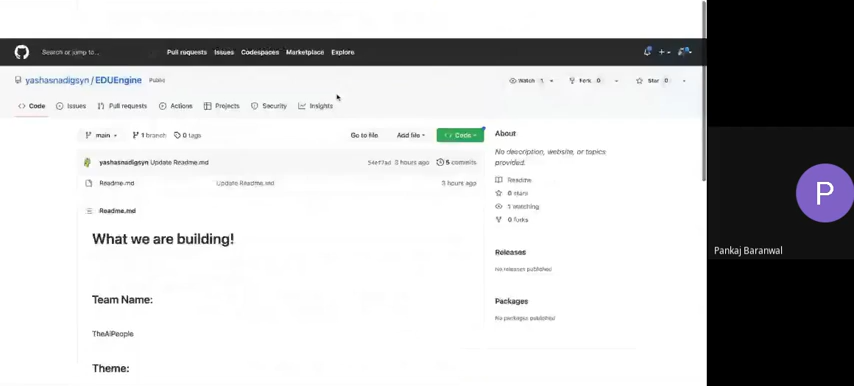 Search or jump to...
Pull requests Issues Codespaces Marketplace Explore
yashasnadigsyn / EDUEngine Public
Watch 1 Fork 0 Star 0
Code Issues Pull requests Actions Projects Security Insights
main 1 branch 0 tags Go to file Add file Code
About
No description, website, or topics
provided.
yashasnadigsyn Update Readme.md 3 hours ago 5 commits
Readme.md Update Readme.md 3 hours ago
Readme
0 stars
1 watching
0 forks
Readme.md
What we are building!
Releases
No releases published
Team Name:
TheAIPeople
Packages
No packages published
Theme:
P
Pankaj Baranwal